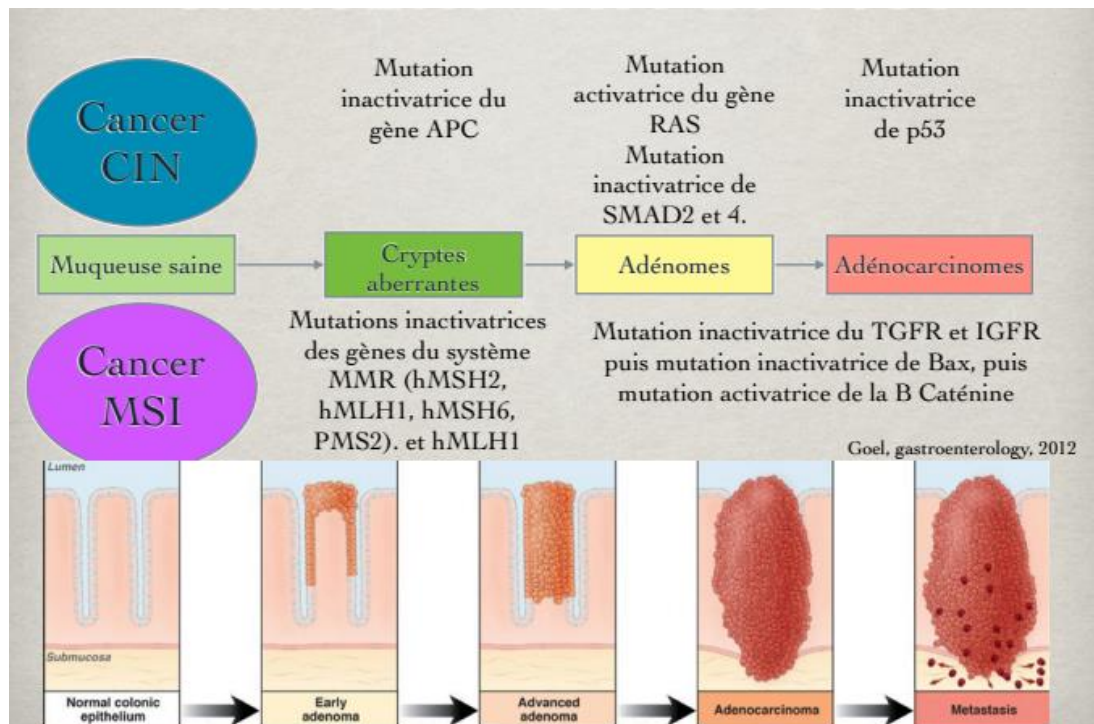 Cancer
CIN
Mutation
inactivatrice du
gène APC
Mutation
activatrice du gène
RAS
Mutation
inactivatrice de
SMAD2 et 4.
Mutation
inactivatrice
de p53
Muqueuse saine
Cryptes
aberrantes
Adénomes
Adénocarcinomes
Cancer
MSI
Mutations inactivatrices
des gènes du système
MMR (hMSH2,
hMLH1, hMSH6,
PMS2). et hMLH1
Mutation inactivatrice du TGFR et IGFR
puis mutation inactivatrice de Bax, puis
mutation activatrice de la B Caténine
Goel, gastroenterology, 2012
Lumen
Submucosa
Normal colonic
epithelium
Early
adenoma
Advanced
adenoma
Adenocarcinoma
Metastasis